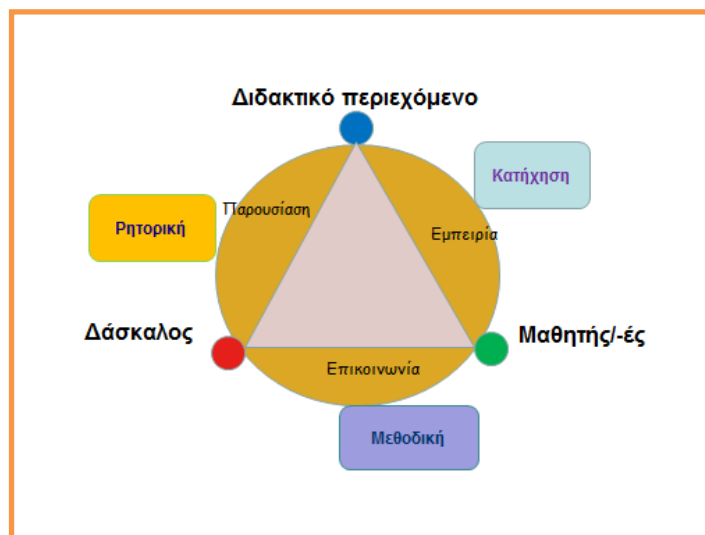 Διδακτικό περιεχόμενο
Κατήχηση
Παρουσίαση
Ρητορική
Εμπειρία
Δάσκαλος
Μαθητής/-ές
Επικοινωνία
Μεθοδική